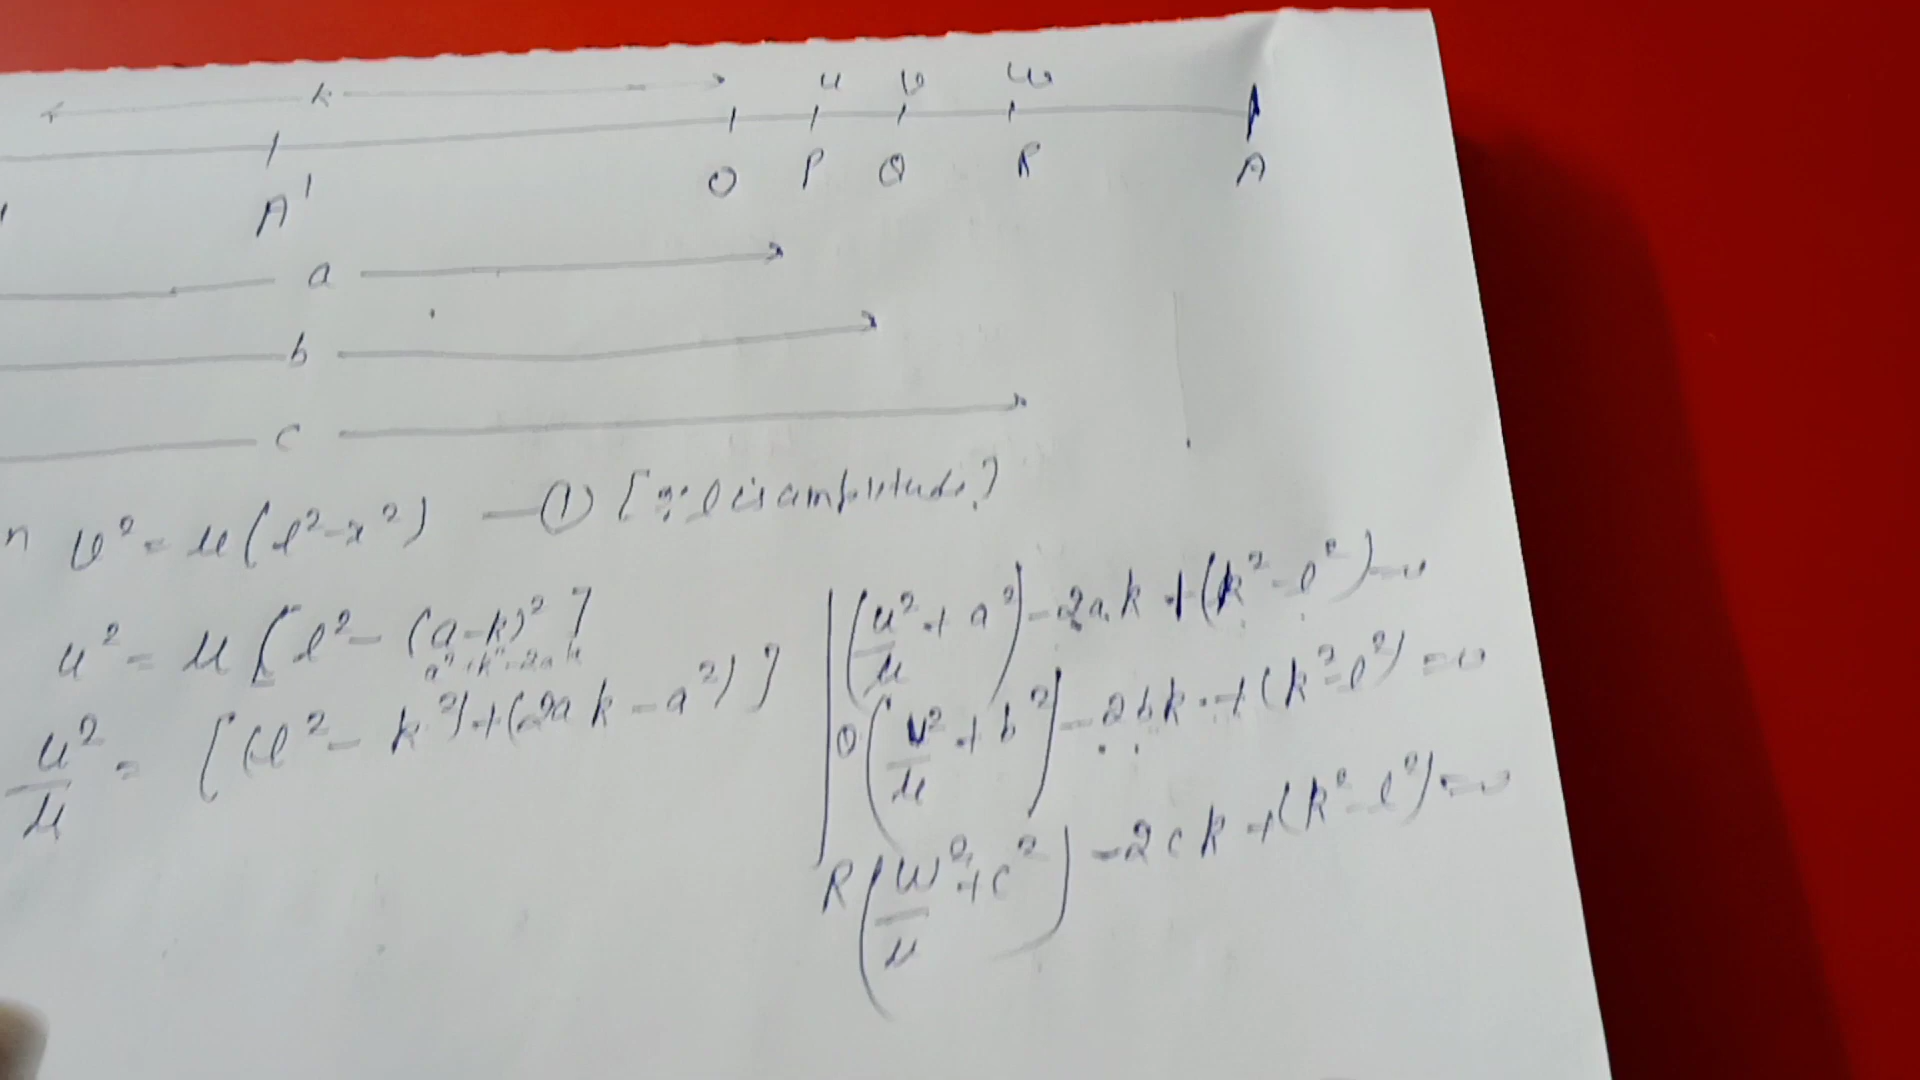 k u v w
A' O P Q R A
a
b
c
n v² = μ(l² - x²) —① [∵ l is amplitude]
u² = μ[l² - (a-k)²]
a² + k² - 2ak
u²/μ = [(l² - k²) + (2ak - a²)]
(u²/μ + a²) - 2ak + (k² - l²) = 0
Q (v²/μ + b²) - 2bk + (k² - l²) = 0
R (w²/μ + c²) - 2ck + (k² - l²) = 0